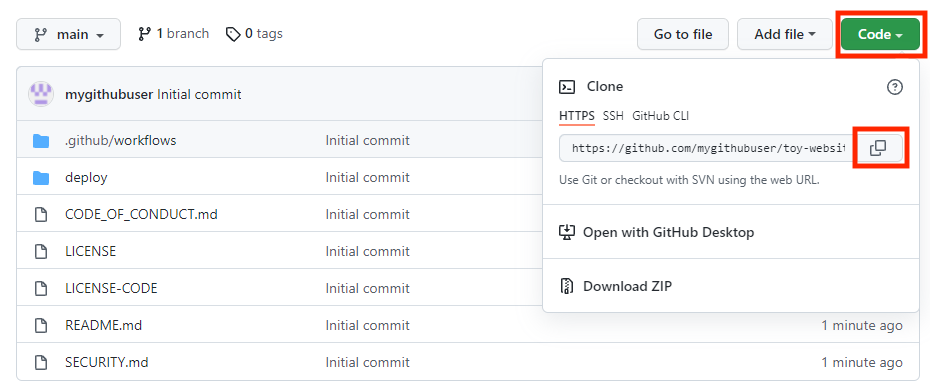 main 1 branch 0 tags Go to file Add file Code
mygithubuser Initial commit
Clone
HTTPS SSH GitHub CLI
https://github.com/mygithubuser/toy-websit
Use Git or checkout with SVN using the web URL.
Open with GitHub Desktop
Download ZIP
.github/workflows Initial commit
deploy Initial commit
CODE_OF_CONDUCT.md Initial commit
LICENSE Initial commit
LICENSE-CODE Initial commit
README.md Initial commit 1 minute ago
SECURITY.md Initial commit 1 minute ago